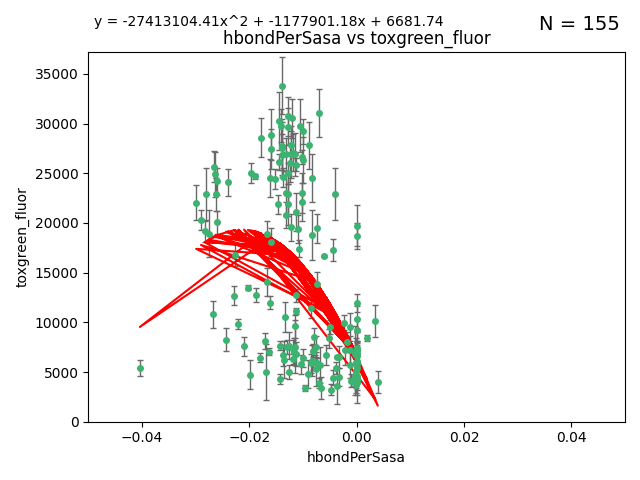 y = -27413104.41x^2 + -1177901.18x + 6681.74
N = 155
hbondPerSasa vs toxgreen_fluor
35000
30000
25000
20000
15000
10000
5000
0
toxgreen_fluor
−0.04
−0.02
0.00
0.02
0.04
hbondPerSasa